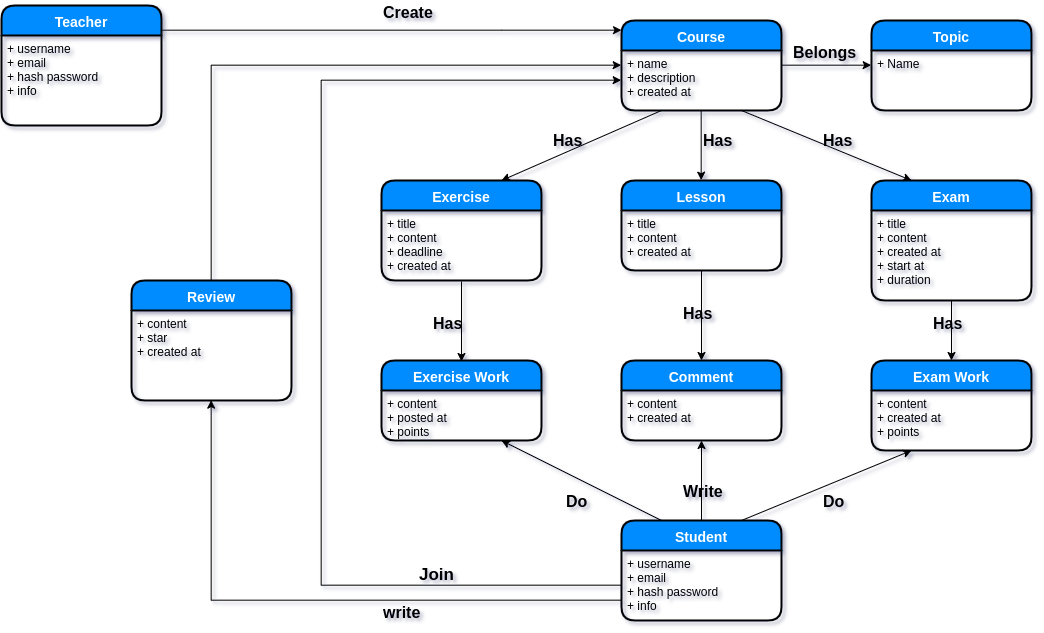 Teacher
+ username
+ email
+ hash password
+ info
Create
Course
+ name
+ description
+ created at
Belongs
Topic
+ Name
Has
Has
Has
Exercise
+ title
+ content
+ deadline
+ created at
Lesson
+ title
+ content
+ created at
Exam
+ title
+ content
+ created at
+ start at
+ duration
Review
+ content
+ star
+ created at
Has
Has
Has
Exercise Work
+ content
+ posted at
+ points
Comment
+ content
+ created at
Exam Work
+ content
+ created at
+ points
Do
Write
Do
Student
+ username
+ email
+ hash password
+ info
Join
write